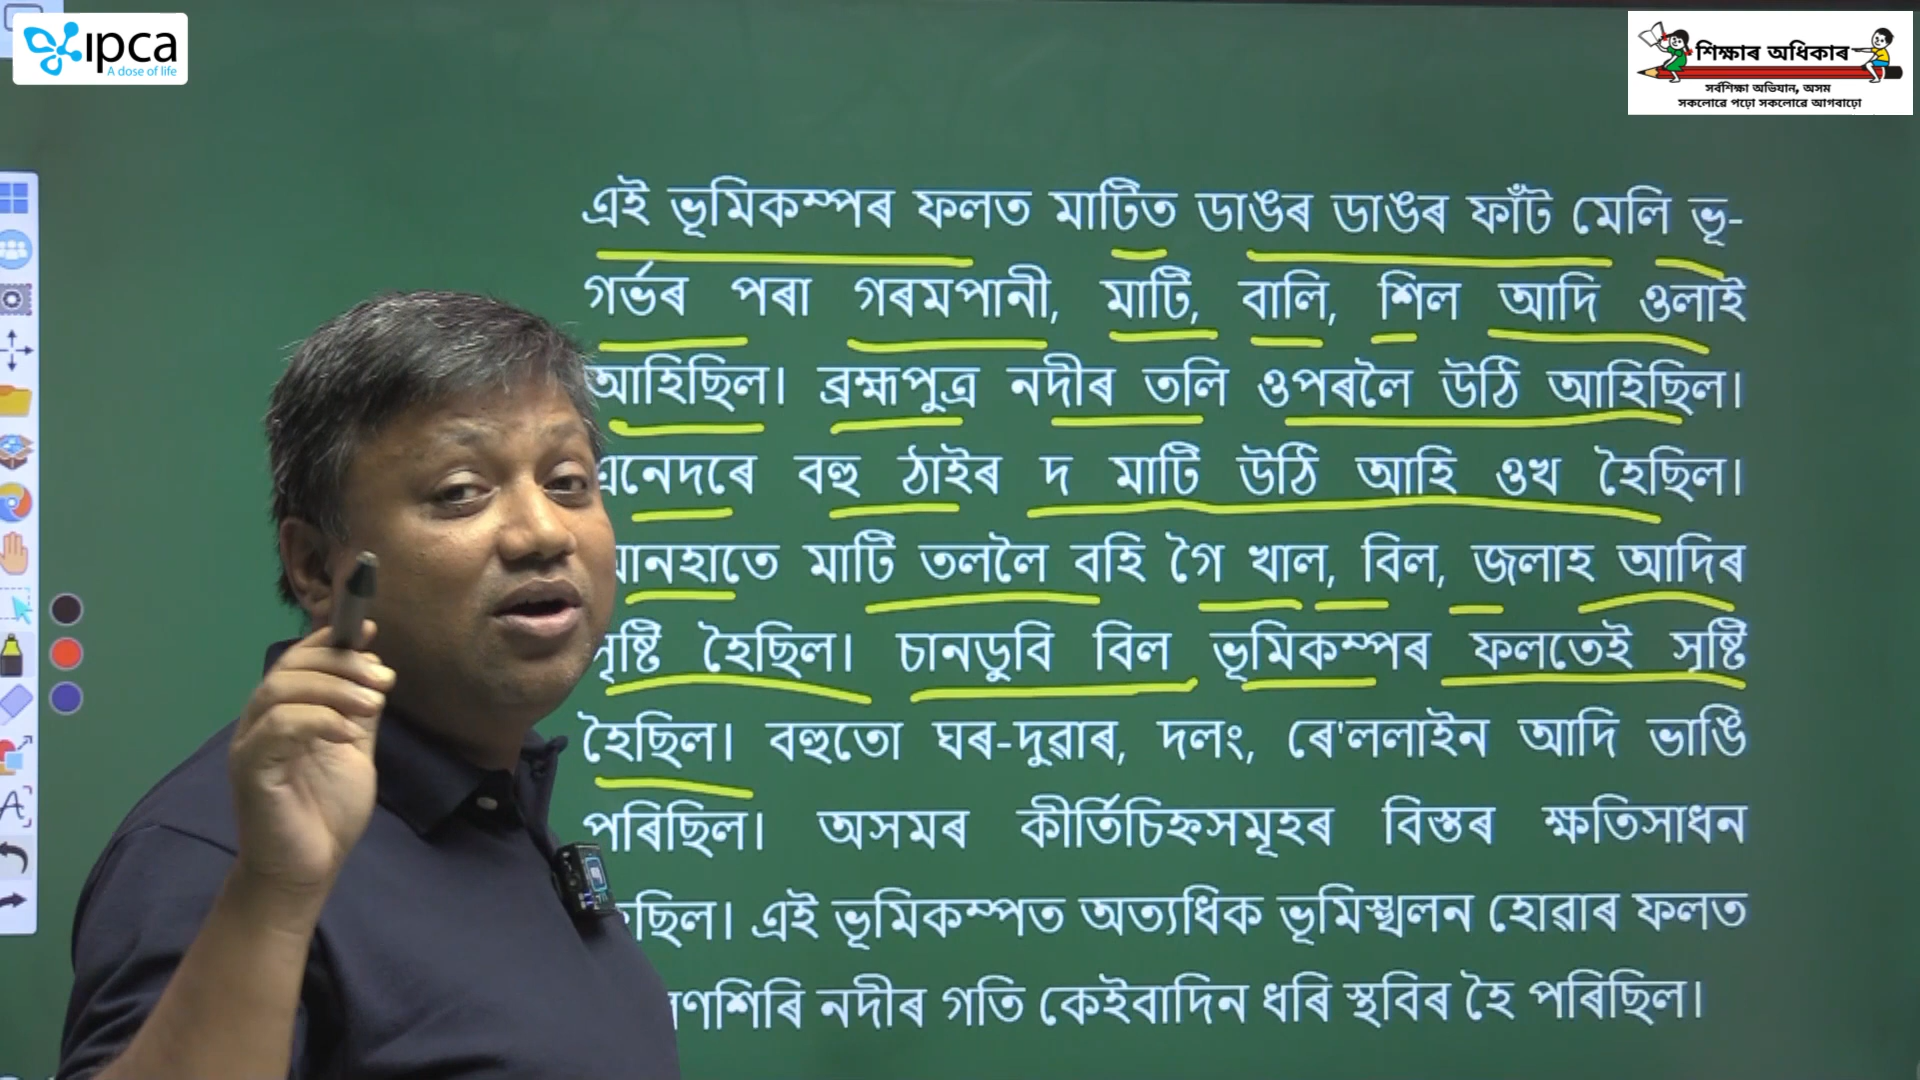 ipca
A dose of life
শিক্ষাৰ অধিকাৰ
সৰ্বশিক্ষা অভিযান, অসম
সকলোৱে পঢ়ো সকলোৱে আগবাঢ়ো
এই ভূমিকম্পৰ ফলত মাটিত ডাঙৰ ডাঙৰ ফাঁট মেলি ভূ-
গৰ্ভৰ পৰা গৰমপানী, মাটি, বালি, শিল আদি ওলাই
আহিছিল। ব্ৰহ্মপুত্ৰ নদীৰ তলি ওপৰলৈ উঠি আহিছিল।
এনেদৰে বহু ঠাইৰ দ মাটি উঠি আহি ওখ হৈছিল।
আনহাতে মাটি তললৈ বহি গৈ খাল, বিল, জলাহ আদিৰ
সৃষ্টি হৈছিল। চানডুবি বিল ভূমিকম্পৰ ফলতেই সৃষ্টি
হৈছিল। বহুতো ঘৰ-দুৱাৰ, দলং, ৰে'ললাইন আদি ভাঙি
পৰিছিল। অসমৰ কীৰ্তিচিহ্নসমূহৰ বিস্তৰ ক্ষতিসাধন
এই ভূমিকম্পত অত্যধিক ভূমিস্খলন হোৱাৰ ফলত
নদীৰ গতি কেইবাদিন ধৰি স্থবিৰ হৈ পৰিছিল।